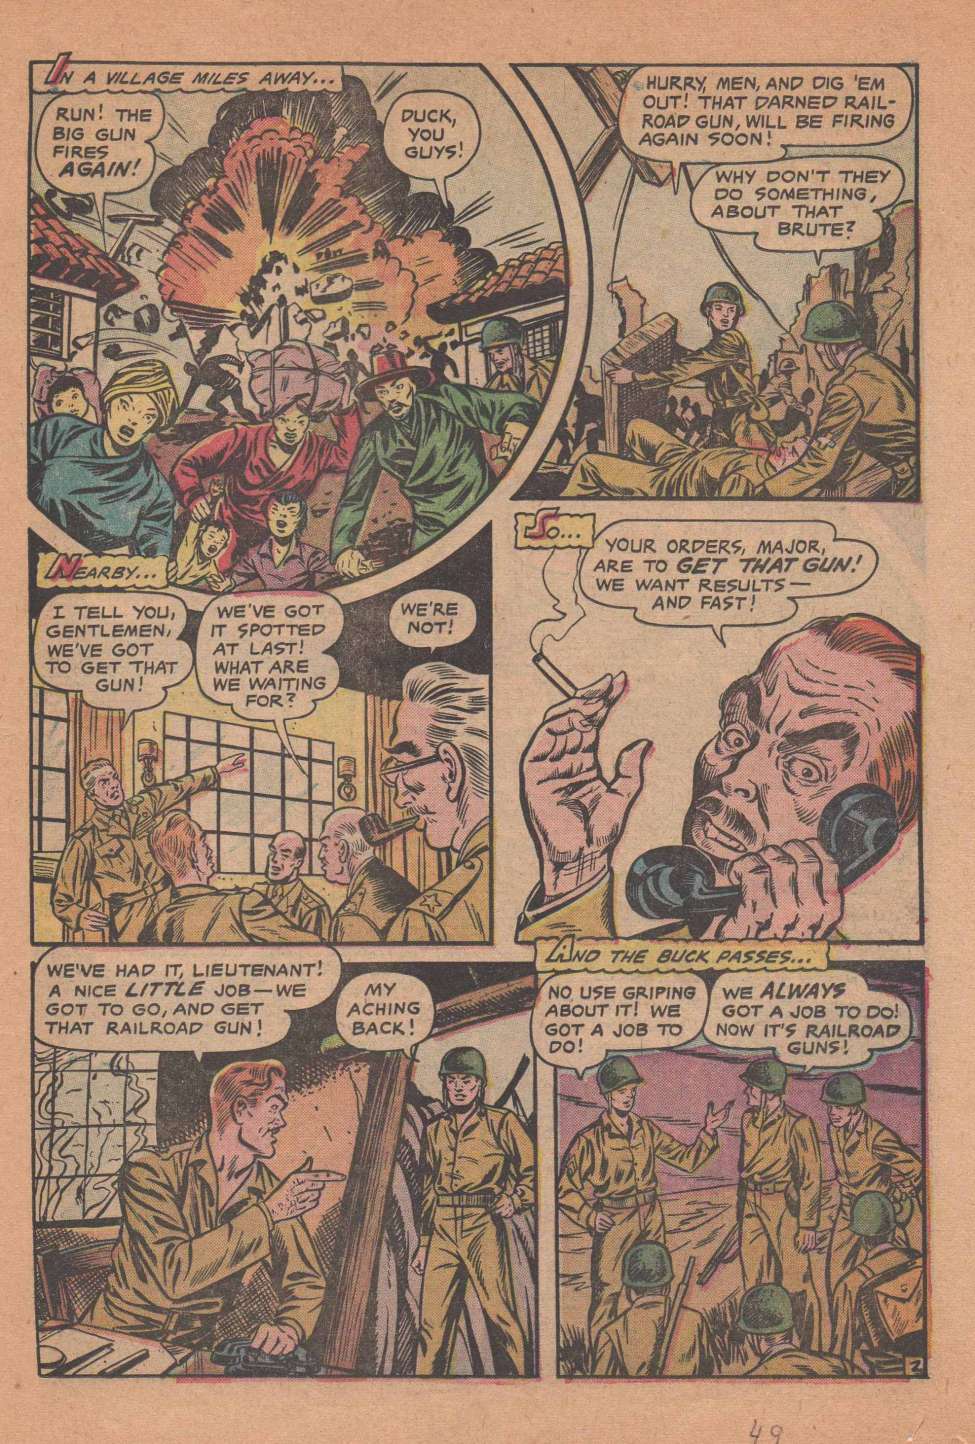 IN A VILLAGE MILES AWAY...
RUN! THE
BIG GUN
FIRES
AGAIN!
DUCK,
YOU
GUYS!
HURRY, MEN, AND DIG 'EM
OUT! THAT DARNED RAIL-
ROAD GUN, WILL BE FIRING
AGAIN SOON!
WHY DON'T THEY
DO SOMETHING,
ABOUT THAT
BRUTE?
NEARBY...
I TELL YOU,
GENTLEMEN,
WE'VE GOT
TO GET THAT
GUN!
WE'VE GOT
IT SPOTTED
AT LAST!
WHAT ARE
WE WAITING
FOR?
WE'RE
NOT!
SO...
YOUR ORDERS, MAJOR,
ARE TO GET THAT GUN!
WE WANT RESULTS—
AND FAST!
WE'VE HAD IT, LIEUTENANT!
A NICE LITTLE JOB—WE
GOT TO GO, AND GET
THAT RAILROAD GUN!
MY
ACHING
BACK!
AND THE BUCK PASSES...
NO USE GRIPING
ABOUT IT! WE
GOT A JOB TO
DO!
WE ALWAYS
GOT A JOB TO DO!
NOW IT'S RAILROAD
GUNS!
2
49